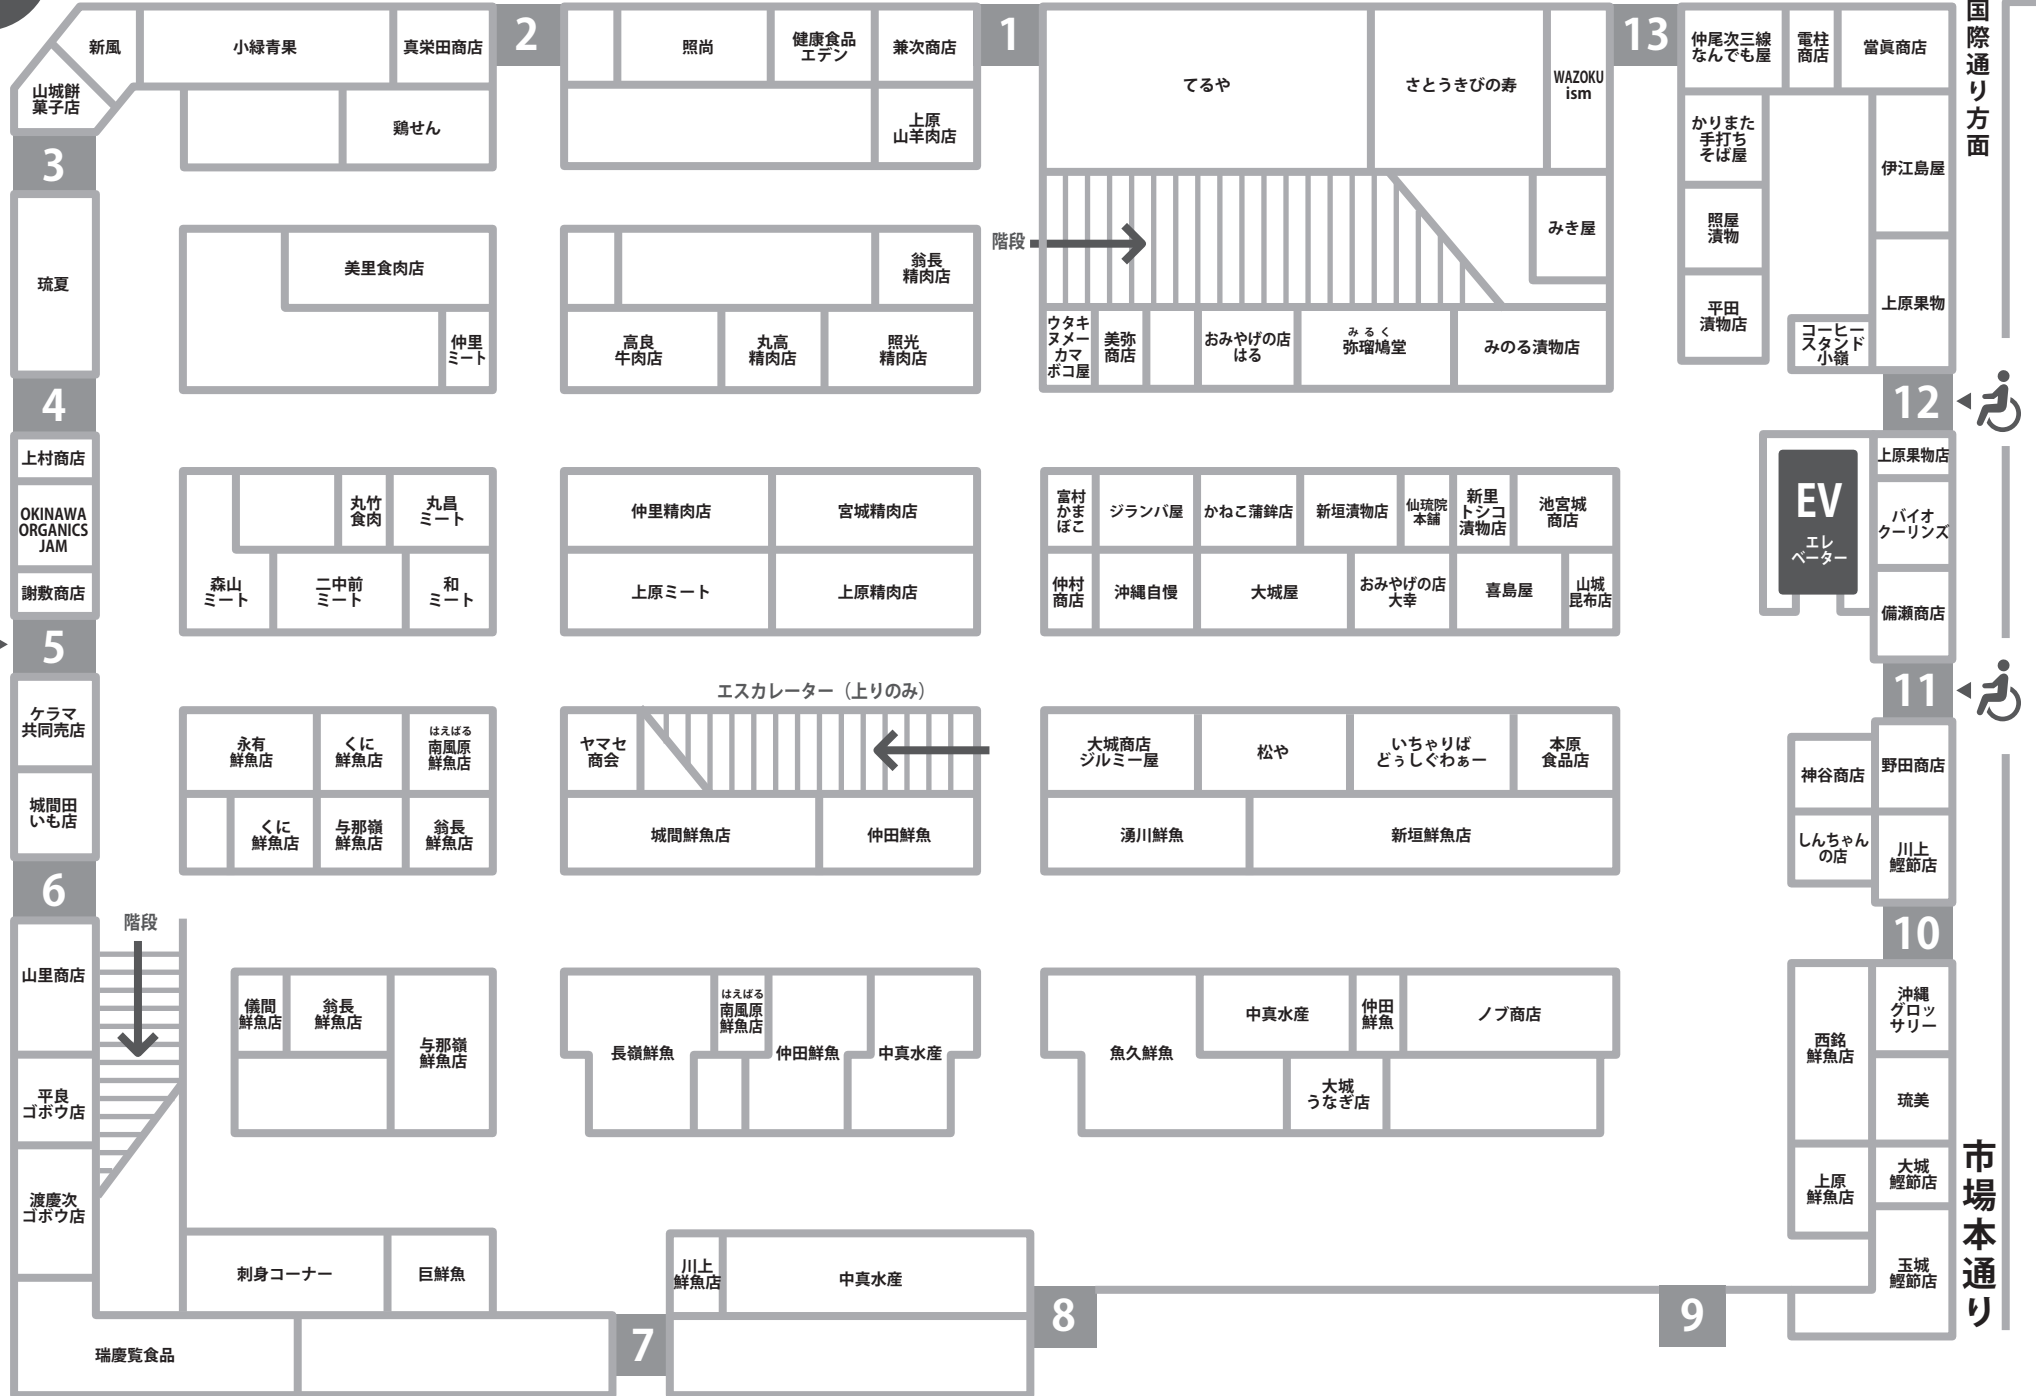 新風
小緑青果
真栄田商店
2
照尚
健康食品
エデン
兼次商店
1
てるや
さとうきびの寿
WAZOKU
ism
13
仲尾次三線
なんでも屋
電柱
商店
當眞商店
国際通り方面
山城餅
菓子店
鶏せん
上原
山羊肉店
かりまた
手打ち
そば屋
伊江島屋
3
琉夏
美里食肉店
仲里
ミート
翁長
精肉店
高良
牛肉店
丸高
精肉店
照光
精肉店
階段
みき屋
照屋
漬物
平田
漬物店
上原果物
コーヒー
スタンド
小嶺
ウタキ
ヌメー
カマ
ボコ屋
美弥
商店
おみやげの店
はる
みるく
弥瑠鳩堂
みのる漬物店
4
12
上村商店
OKINAWA
ORGANICS
JAM
謝敷商店
丸竹
食肉
丸昌
ミート
森山
ミート
二中前
ミート
和
ミート
仲里精肉店
宮城精肉店
上原ミート
上原精肉店
富村
かま
ぼこ
ジランバ屋
かねこ蒲鉾店
新垣漬物店
仙琉院
本舗
新里
トシコ
漬物店
池宮城
商店
仲村
商店
沖縄自慢
大城屋
おみやげの店
大幸
喜島屋
山城
昆布店
EV
エレ
ベーター
上原果物店
バイオ
クーリンズ
備瀬商店
5
11
ケラマ
共同売店
城間田
いも店
永有
鮮魚店
くに
鮮魚店
はえばる
南風原
鮮魚店
くに
鮮魚店
与那嶺
鮮魚店
翁長
鮮魚店
エスカレーター（上りのみ）
ヤマセ
商会
城間鮮魚店
仲田鮮魚
大城商店
ジルミー屋
松や
いちゃりば
どぅしぐわぁー
本原
食品店
湧川鮮魚
新垣鮮魚店
神谷商店
野田商店
しんちゃん
の店
川上
鰹節店
6
10
階段
山里商店
平良
ゴボウ店
渡慶次
ゴボウ店
儀間
鮮魚店
翁長
鮮魚店
与那嶺
鮮魚店
長嶺鮮魚
はえばる
南風原
鮮魚店
仲田鮮魚
中真水産
魚久鮮魚
中真水産
仲田
鮮魚
ノブ商店
大城
うなぎ店
西銘
鮮魚店
沖縄
グロッ
サリー
琉美
上原
鮮魚店
大城
鰹節店
玉城
鰹節店
市場本通り
刺身コーナー
巨鮮魚
川上
鮮魚店
中真水産
8
9
7
瑞慶覧食品